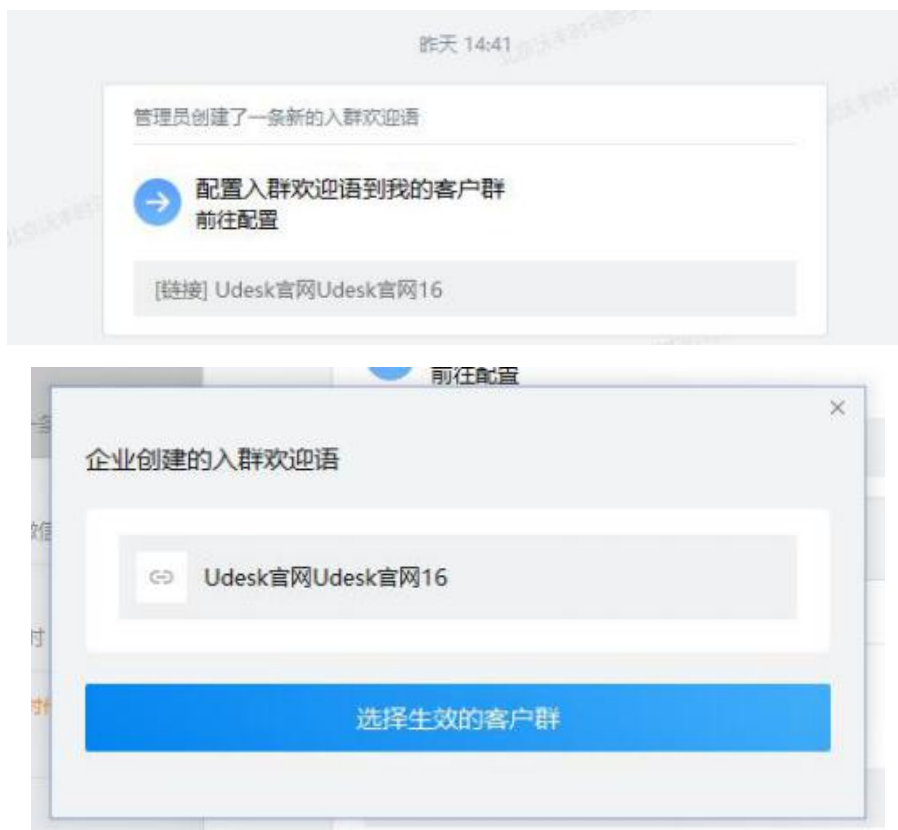 昨天 14:41
管理员创建了一条新的入群欢迎语
配置入群欢迎语到我的客户群
前往配置
[链接] Udesk官网Udesk官网16
前往配置
企业创建的入群欢迎语
Udesk官网Udesk官网16
选择生效的客户群